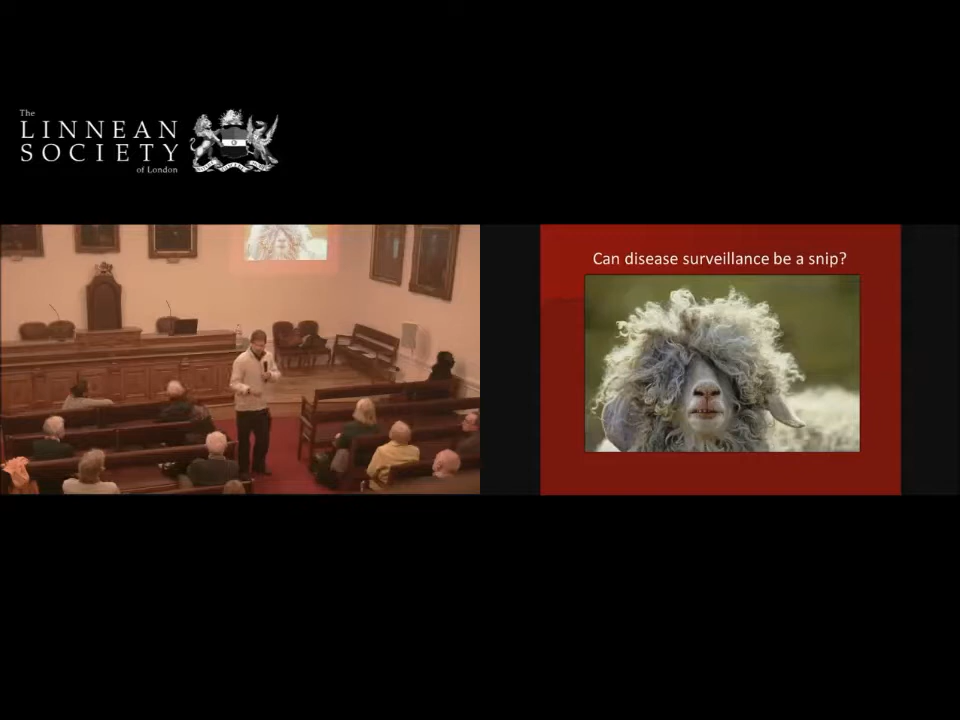 The
LINNEAN
SOCIETY
of London
Can disease surveillance be a snip?